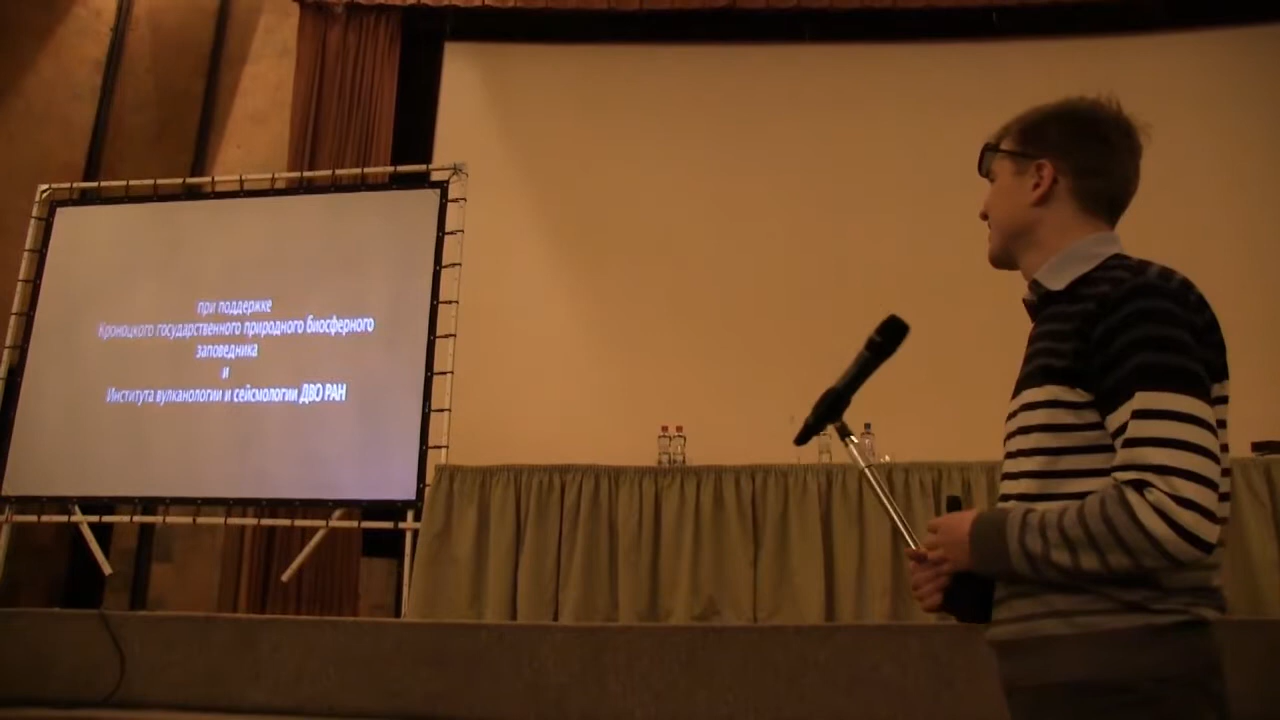 при поддержке
Кроноцкого государственного природного биосферного
заповедника
и
Института вулканологии и сейсмологии ДВО РАН